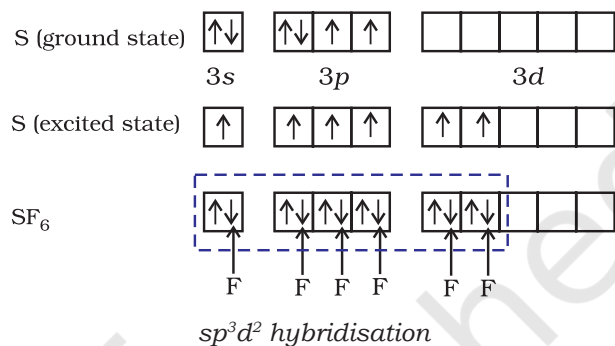 S (ground state)
3s 3p 3d
S (excited state)
SF₆
F F F F F F
sp³d² hybridisation